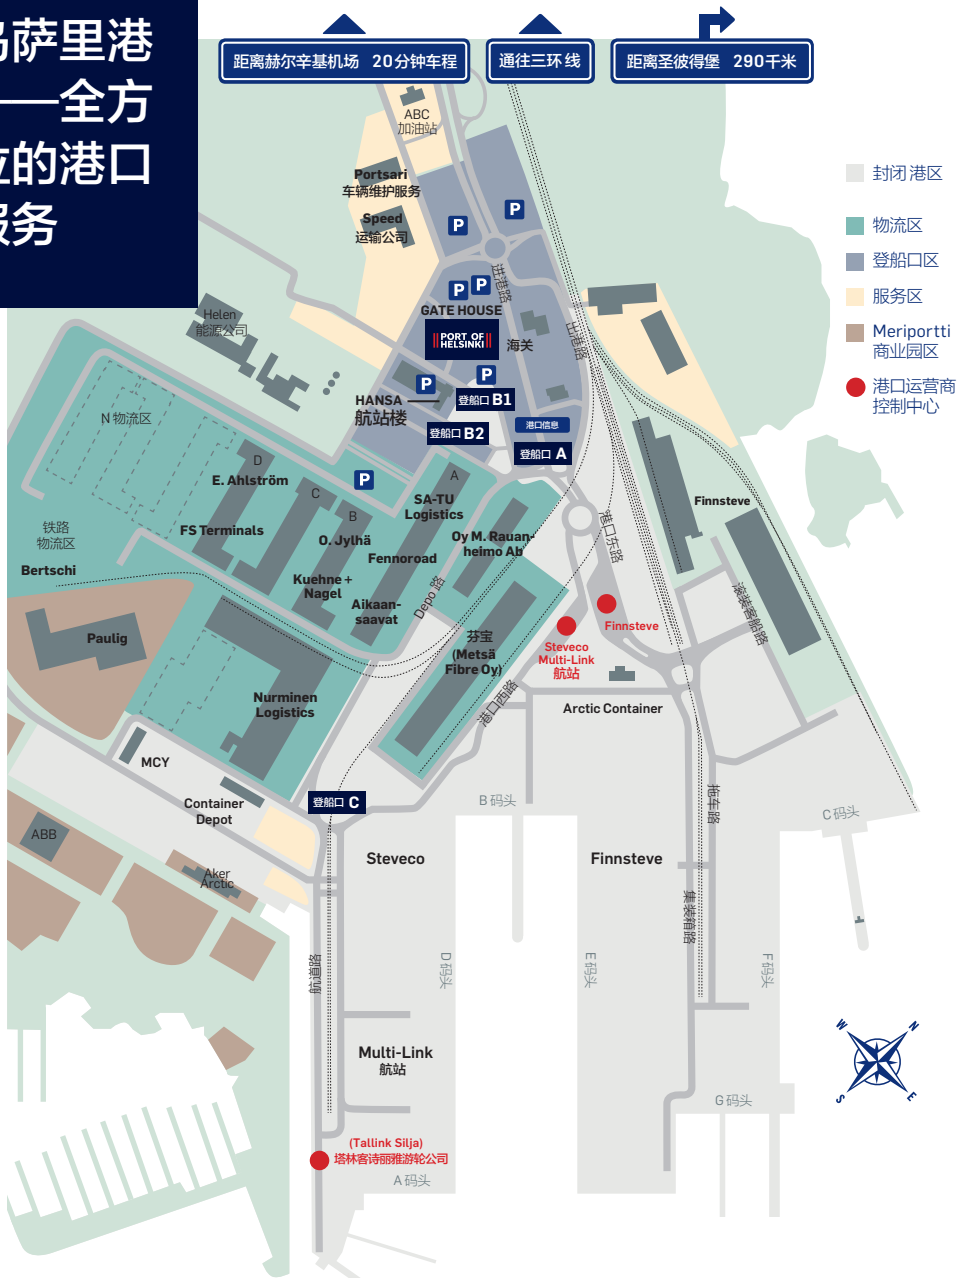 萨里港
——全方
位的港口
服务
距离赫尔辛基机场 20分钟车程
通往三环线
距离圣彼得堡 290千米
封闭港区
物流区
登船口区
服务区
Meriportti
商业园区
港口运营商
控制中心
ABC
加油站
Portsari
车辆维护服务
Speed
运输公司
P
P
进港路
P
P
GATE HOUSE
PORT OF
HELSINKI
海关
出港路
Helen
能源公司
P
P
HANSA
航站楼
登船口 B1
登船口 B2
港口信息
登船口 A
N 物流区
D
E. Ahlström
C
B
P
A
SA-TU
Logistics
FS Terminals
O. Jylhä
Fennoroad
Oy M. Rauan-
heimo Ab
Finnsteve
港口东路
铁路
物流区
Bertschi
Kuehne +
Nagel
Aikaan-
saavat
Depo 路
滚装客船路
Paulig
芬宝
(Metsä
Fibre Oy)
Finnsteve
Steveco
Multi-Link
航站
Nurminen
Logistics
港口西路
Arctic Container
MCY
Container
Depot
登船口 C
B 码头
拖车路
C 码头
ABB
Aker
Arctic
Steveco
Finnsteve
集装箱路
航道路
D 码头
E 码头
F 码头
Multi-Link
航站
G 码头
(Tallink Silja)
塔林客诗丽雅游轮公司
A 码头
W
N
S
E